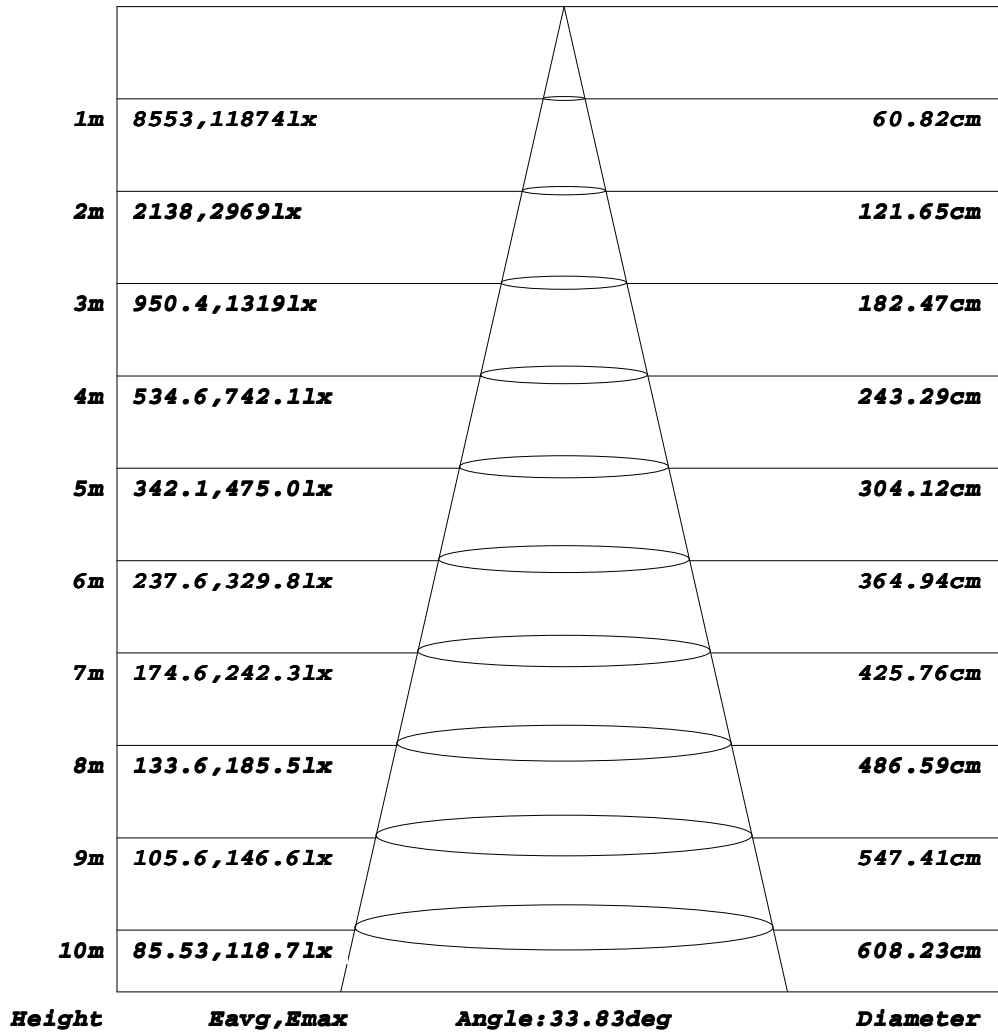 1m 8553,11874lx 60.82cm
2m 2138,2969lx 121.65cm
3m 950.4,1319lx 182.47cm
4m 534.6,742.1lx 243.29cm
5m 342.1,475.0lx 304.12cm
6m 237.6,329.8lx 364.94cm
7m 174.6,242.3lx 425.76cm
8m 133.6,185.5lx 486.59cm
9m 105.6,146.6lx 547.41cm
10m 85.53,118.7lx 608.23cm
Height Eavg,Emax Angle:33.83deg Diameter